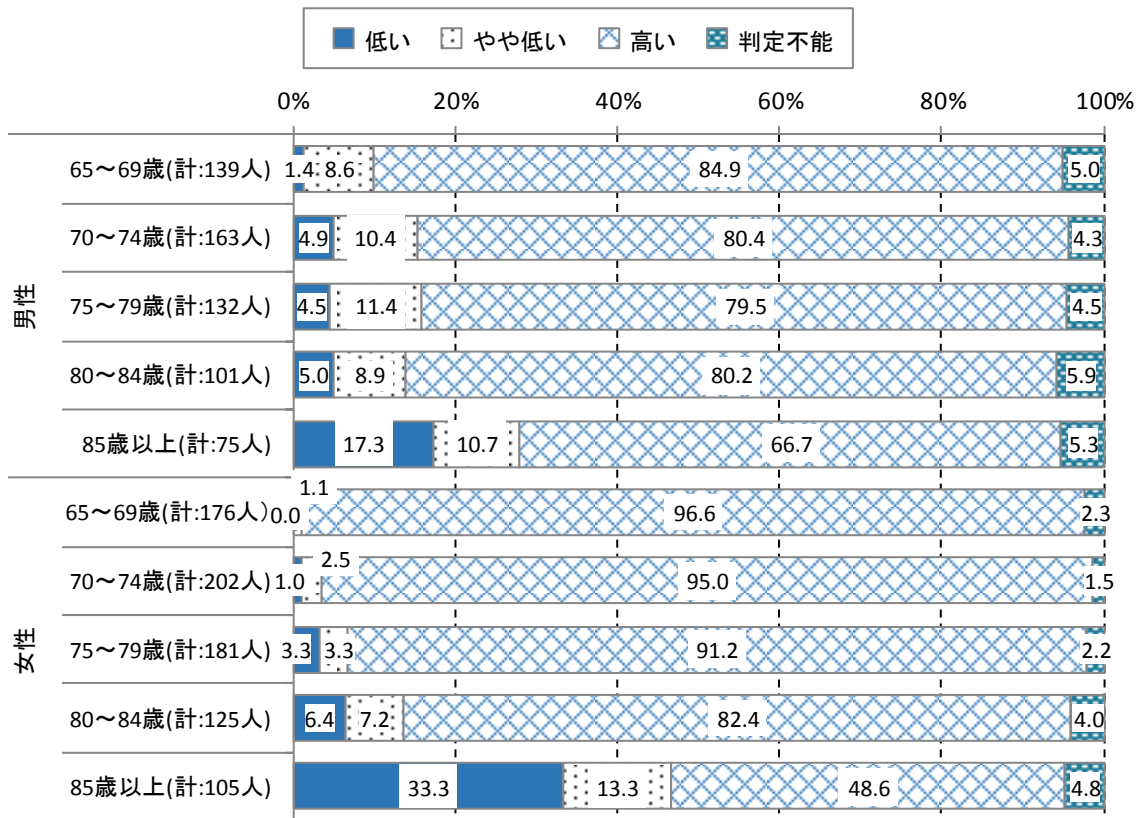 低い やや低い 高い 判定不能
0% 20% 40% 60% 80% 100%
男性
65～69歳(計:139人) 1.4 8.6 84.9 5.0
70～74歳(計:163人) 4.9 10.4 80.4 4.3
75～79歳(計:132人) 4.5 11.4 79.5 4.5
80～84歳(計:101人) 5.0 8.9 80.2 5.9
85歳以上(計:75人) 17.3 10.7 66.7 5.3
女性
65～69歳(計:176人) 0.0 1.1 96.6 2.3
70～74歳(計:202人) 1.0 2.5 95.0 1.5
75～79歳(計:181人) 3.3 3.3 91.2 2.2
80～84歳(計:125人) 6.4 7.2 82.4 4.0
85歳以上(計:105人) 33.3 13.3 48.6 4.8